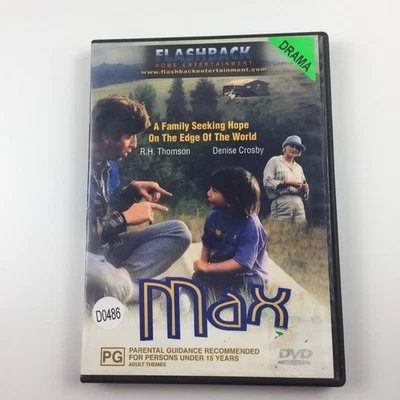 FLASHBACK
HOME ENTERTAINMENT
www.flashbackentertainment.com
DRAMA
A Family Seeking Hope
On The Edge Of The World
R.H. Thomson Denise Crosby
Max
D0486
PG PARENTAL GUIDANCE RECOMMENDED
FOR PERSONS UNDER 15 YEARS
ADULT THEMES
DVD